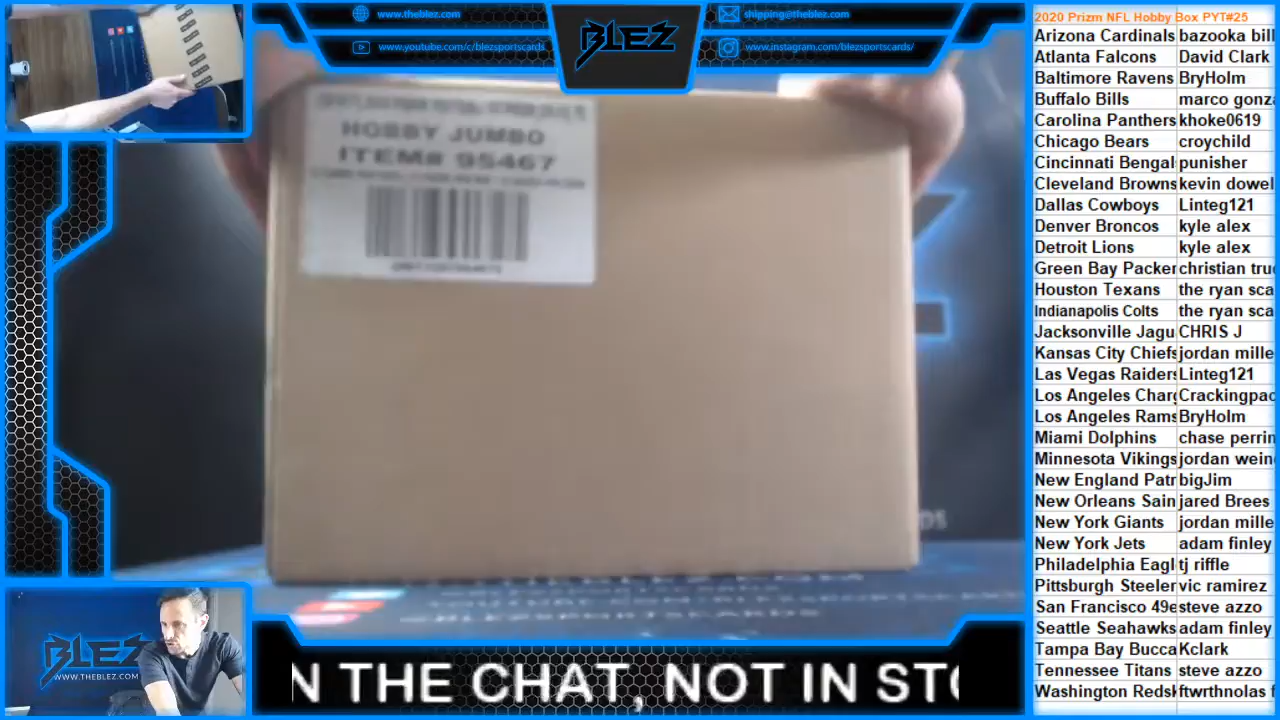 www.theblez.com
shipping@theblez.com
www.youtube.com/c/blezsportscards
www.instagram.com/blezsportscards/
BLEZ
HOBBY JUMBO
ITEM# 95467
BLEZ
WWW.THEBLEZ.COM
N THE CHAT, NOT IN STO
2020 Prizm NFL Hobby Box PYT#25
Arizona Cardinals bazooka bill
Atlanta Falcons David Clark
Baltimore Ravens BryHolm
Buffalo Bills marco gonza
Carolina Panthers khoke0619
Chicago Bears croychild
Cincinnati Bengal punisher
Cleveland Browns kevin dowel
Dallas Cowboys Linteg121
Denver Broncos kyle alex
Detroit Lions kyle alex
Green Bay Packer christian truc
Houston Texans the ryan sca
Indianapolis Colts the ryan sca
Jacksonville Jagu CHRIS J
Kansas City Chiefs jordan mille
Las Vegas Raiders Linteg121
Los Angeles Charg Crackingpac
Los Angeles Rams BryHolm
Miami Dolphins chase perrin
Minnesota Vikings jordan wein
New England Patr bigJim
New Orleans Sain jared Brees
New York Giants jordan mille
New York Jets adam finley
Philadelphia Eagl tj riffle
Pittsburgh Steeler vic ramirez
San Francisco 49e steve azzo
Seattle Seahawks adam finley
Tampa Bay Bucca Kclark
Tennessee Titans steve azzo
Washington Redsk ftwrthnolas f